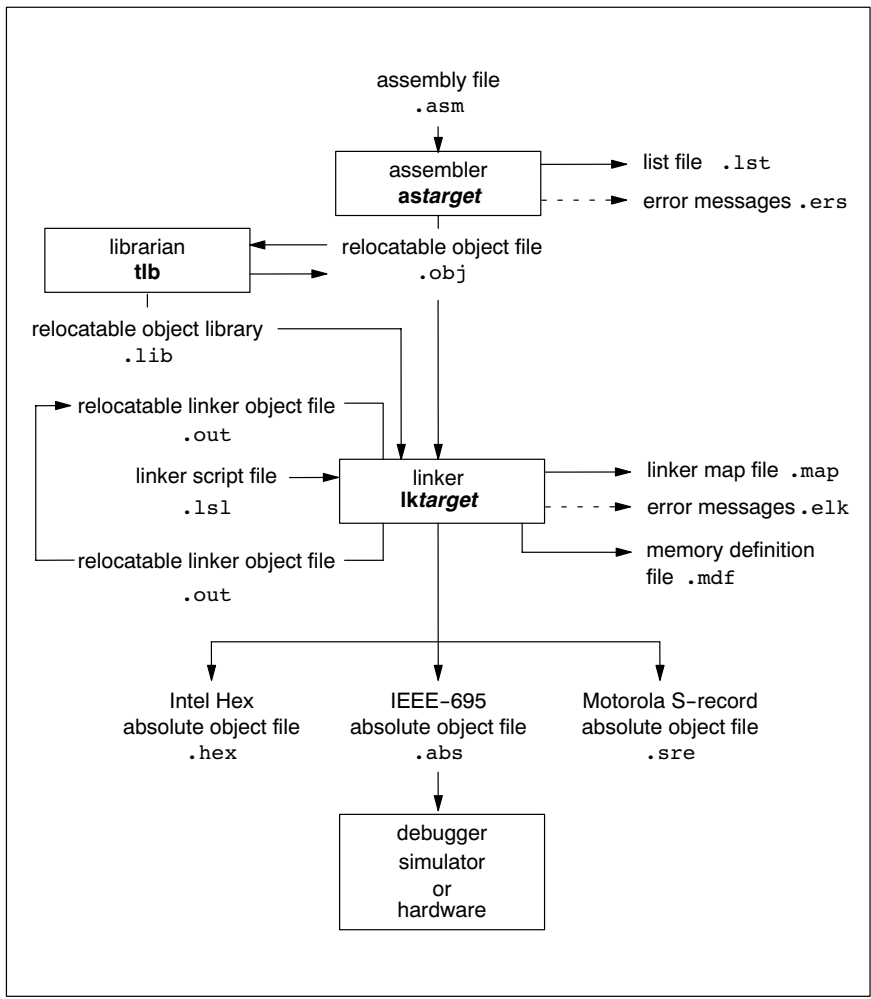 assembly file
.asm
assembler
astarget
list file .lst
error messages .ers
librarian
tlb
relocatable object file
.obj
relocatable object library
.lib
relocatable linker object file
.out
linker script file
.lsl
linker
lktarget
linker map file .map
error messages .elk
memory definition
file .mdf
relocatable linker object file
.out
Intel Hex
absolute object file
.hex
IEEE-695
absolute object file
.abs
Motorola S-record
absolute object file
.sre
debugger
simulator
or
hardware